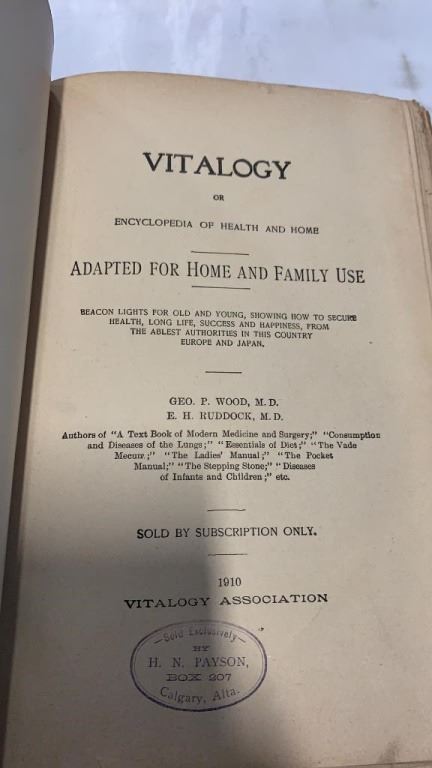 VITALOGY
OR
ENCYCLOPEDIA OF HEALTH AND HOME
ADAPTED FOR HOME AND FAMILY USE
BEACON LIGHTS FOR OLD AND YOUNG, SHOWING HOW TO SECURE
HEALTH, LONG LIFE, SUCCESS AND HAPPINESS, FROM
THE ABLEST AUTHORITIES IN THIS COUNTRY
EUROPE AND JAPAN.
GEO. P. WOOD, M. D.
E. H. RUDDOCK, M. D.
Authors of "A Text Book of Modern Medicine and Surgery;" "Consumption
and Diseases of the Lungs;" "Essentials of Diet;" "The Vade
Mecum;" "The Ladies' Manual;" "The Pocket
Manual;" "The Stepping Stone;" "Diseases
of Infants and Children;" etc.
SOLD BY SUBSCRIPTION ONLY.
1910
VITALOGY ASSOCIATION
Sold Exclusively
BY
H. N. PAYSON,
BOX 207
Calgary, Alta.